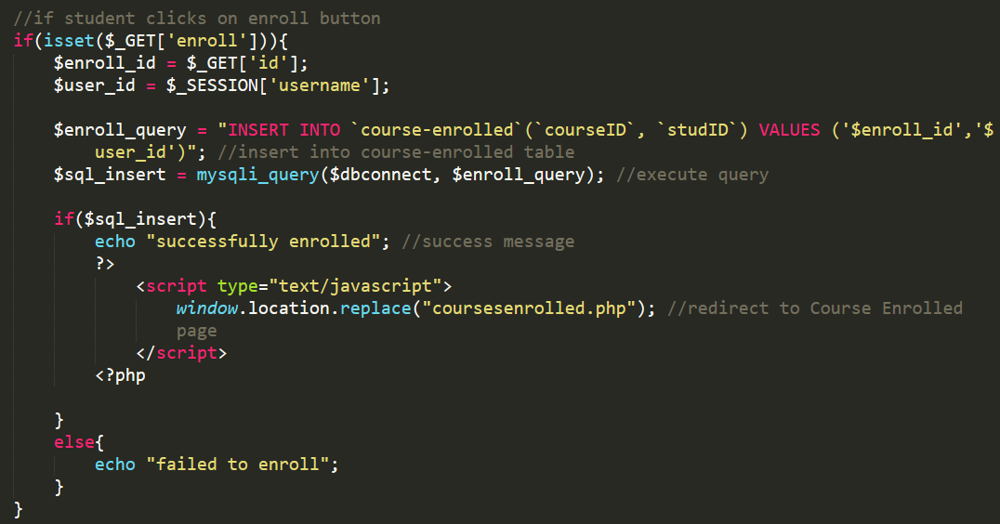 //if student clicks on enroll button
if(isset($_GET['enroll'])){
    $enroll_id = $_GET['id'];
    $user_id = $_SESSION['username'];

    $enroll_query = "INSERT INTO `course-enrolled`(`courseID`, `studID`) VALUES ('$enroll_id','$
        user_id')"; //insert into course-enrolled table
    $sql_insert = mysqli_query($dbconnect, $enroll_query); //execute query

    if($sql_insert){
        echo "successfully enrolled"; //success message
        ?>
            <script type="text/javascript">
                window.location.replace("coursesenrolled.php"); //redirect to Course Enrolled
                page
            </script>
        <?php

    }
    else{
        echo "failed to enroll";
    }
}